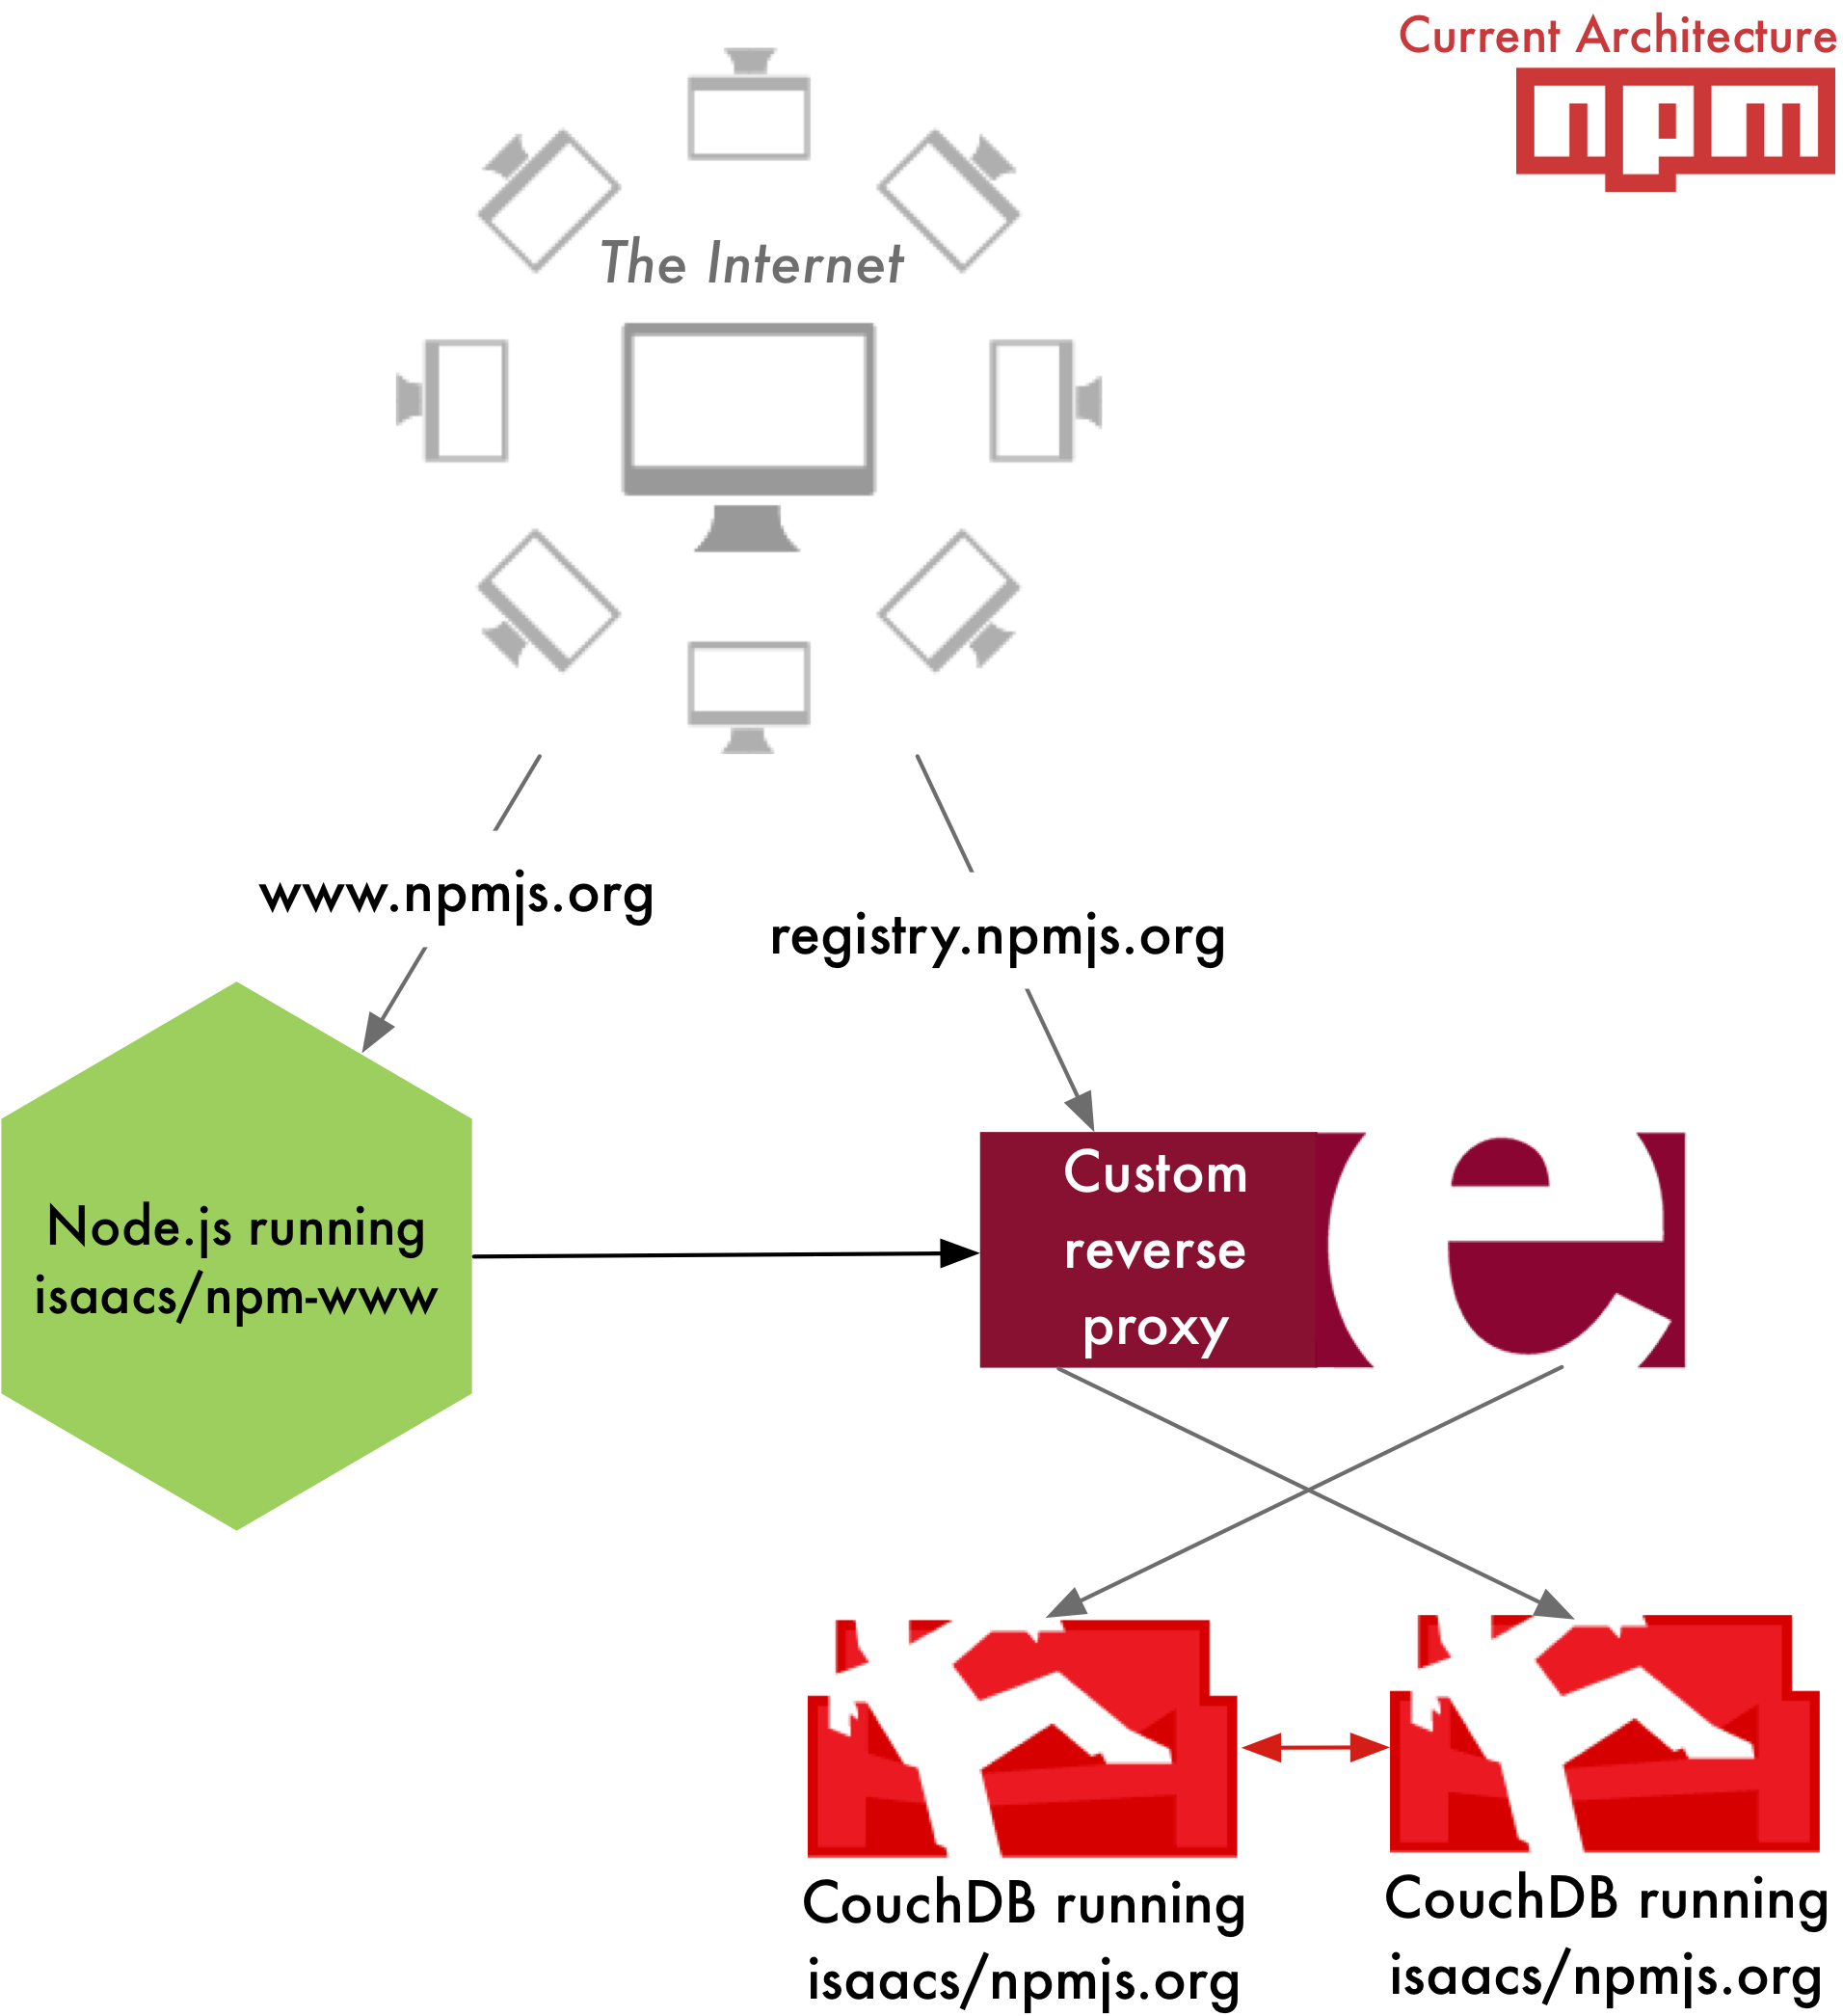 Current Architecture
npm
The Internet
www.npmjs.org
registry.npmjs.org
Custom
reverse
proxy
e
Node.js running
isaacs/npm-www
CouchDB running
isaacs/npmjs.org
CouchDB running
isaacs/npmjs.org